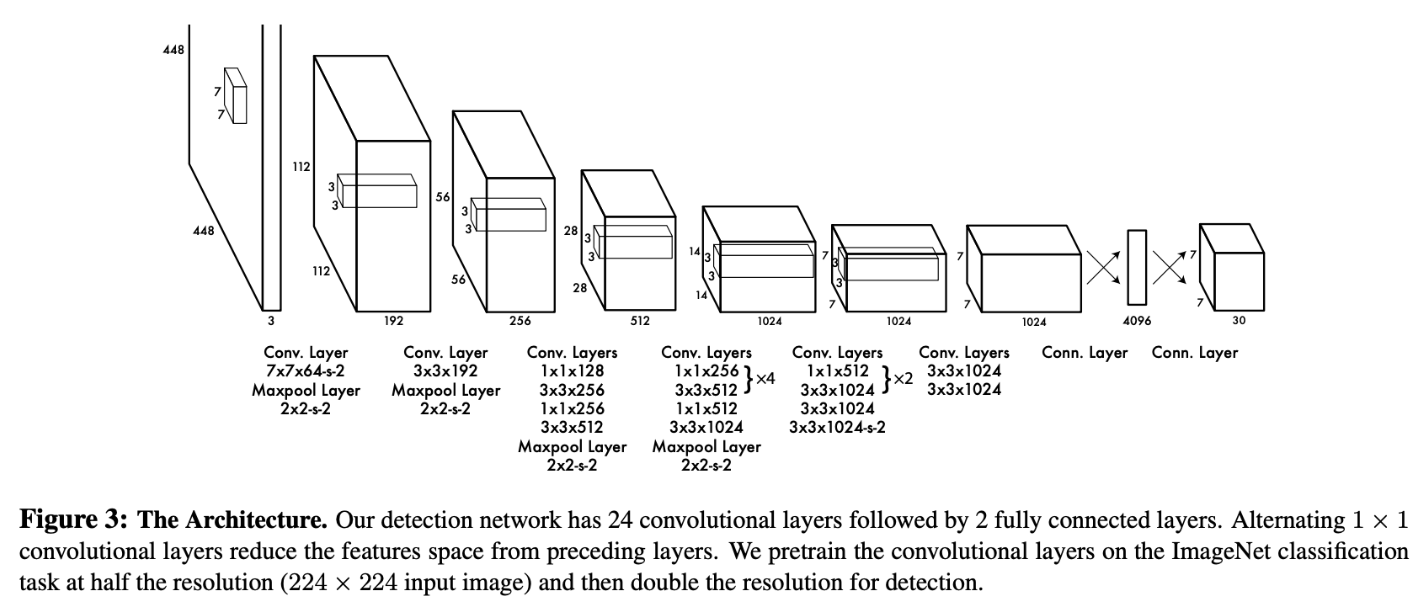 448
7
7
448
3
112
3
3
112
192
56
3
3
56
256
28
3
3
28
512
14
3
3
14
1024
7
3
3
7
1024
7
7
1024
4096
7
7
30
Conv. Layer
7x7x64-s-2
Maxpool Layer
2x2-s-2
Conv. Layer
3x3x192
Maxpool Layer
2x2-s-2
Conv. Layers
1x1x128
3x3x256
1x1x256
3x3x512
Maxpool Layer
2x2-s-2
Conv. Layers
1x1x256
3x3x512
}×4
1x1x512
3x3x1024
Maxpool Layer
2x2-s-2
Conv. Layers
1x1x512
3x3x1024
}×2
3x3x1024
3x3x1024-s-2
Conv. Layers
3x3x1024
3x3x1024
Conn. Layer
Conn. Layer
Figure 3: The Architecture. Our detection network has 24 convolutional layers followed by 2 fully connected layers. Alternating 1 × 1
convolutional layers reduce the features space from preceding layers. We pretrain the convolutional layers on the ImageNet classification
task at half the resolution (224 × 224 input image) and then double the resolution for detection.